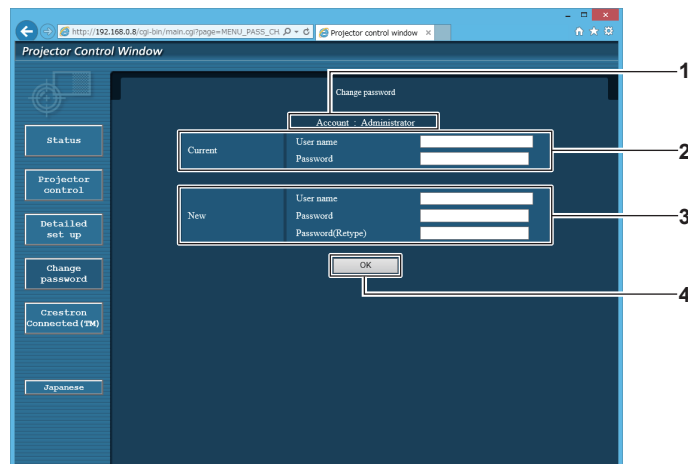 http://192.168.0.8/cgi-bin/main.cgi?page=MENU_PASS_CH
Projector control window
Projector Control Window
Change password
1
Account : Administrator
Status
Current
User name
Password
2
Projector
control
New
User name
Password
Password(Retype)
3
Detailed
set up
OK
Change
password
4
Crestron
Connected(TM)
Japanese